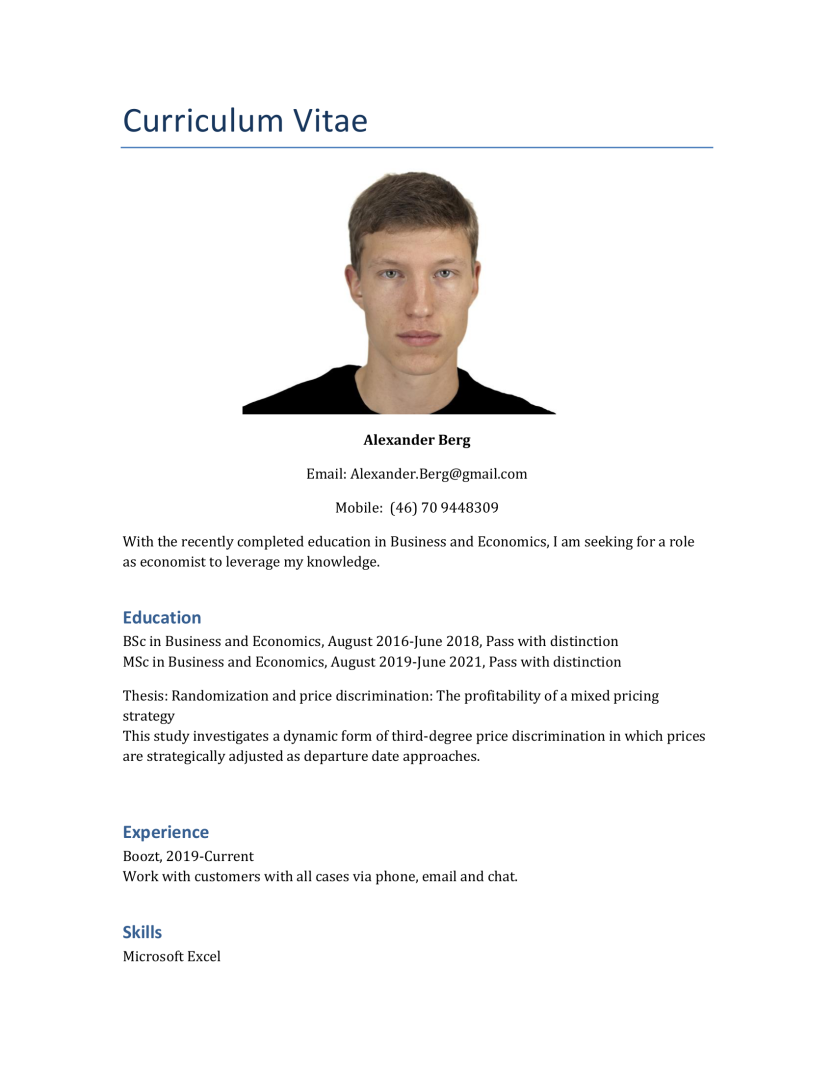 Curriculum Vitae
Alexander Berg
Email: Alexander.Berg@gmail.com
Mobile:  (46) 70 9448309
With the recently completed education in Business and Economics, I am seeking for a role
as economist to leverage my knowledge.
Education
BSc in Business and Economics, August 2016-June 2018, Pass with distinction
MSc in Business and Economics, August 2019-June 2021, Pass with distinction
Thesis: Randomization and price discrimination: The profitability of a mixed pricing
strategy
This study investigates a dynamic form of third-degree price discrimination in which prices
are strategically adjusted as departure date approaches.
Experience
Boozt, 2019-Current
Work with customers with all cases via phone, email and chat.
Skills
Microsoft Excel